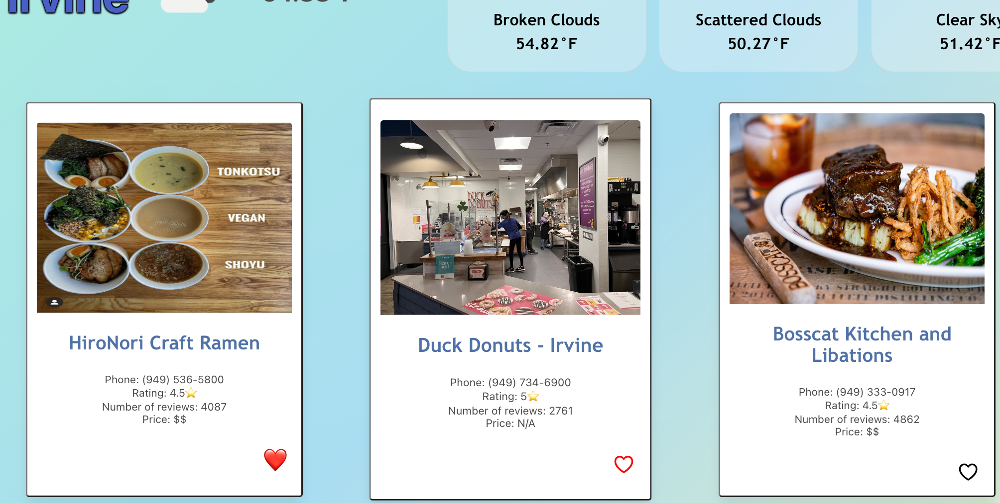 Irvine
Broken Clouds
54.82°F
Scattered Clouds
50.27°F
Clear Sky
51.42°F
TONKOTSU
VEGAN
SHOYU
HiroNori Craft Ramen
Phone: (949) 536-5800
Rating: 4.5⭐
Number of reviews: 4087
Price: $$
DUCK
DONUTS
PICK UP
HERE
Duck Donuts - Irvine
Phone: (949) 734-6900
Rating: 5⭐
Number of reviews: 2761
Price: N/A
BOSSCAT
Bosscat Kitchen and
Libations
Phone: (949) 333-0917
Rating: 4.5⭐
Number of reviews: 4862
Price: $$